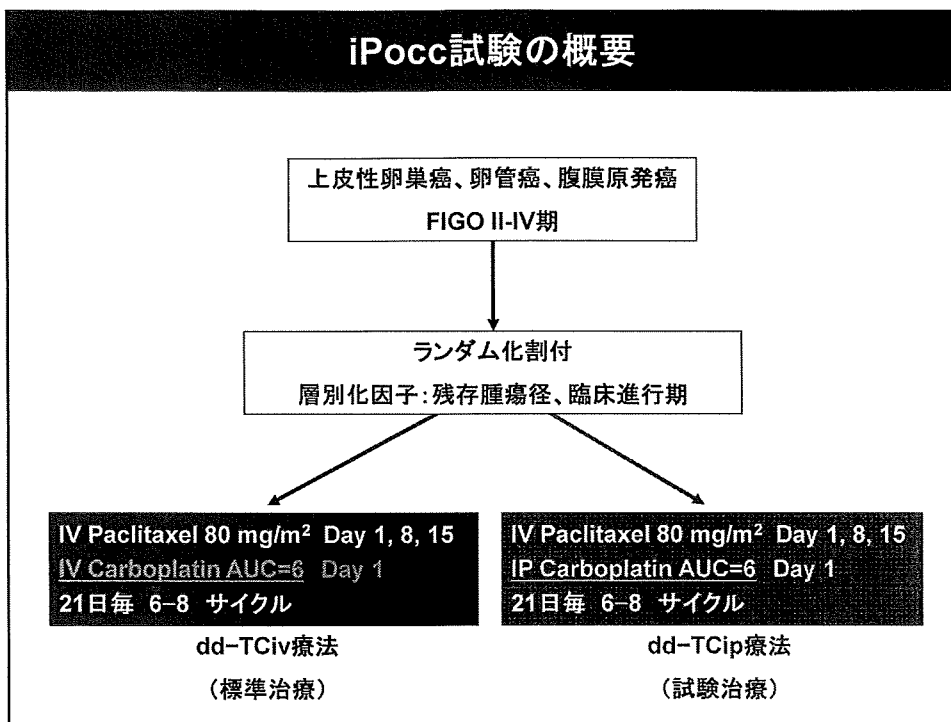 iPocc試験の概要
上皮性卵巣癌、卵管癌、腹膜原発癌
FIGO II-IV期
ランダム化割付
層別化因子:残存腫瘍径、臨床進行期
IV Paclitaxel 80 mg/m² Day 1, 8, 15
IV Carboplatin AUC=6 Day 1
21日毎 6−8 サイクル
IV Paclitaxel 80 mg/m² Day 1, 8, 15
IP Carboplatin AUC=6 Day 1
21日毎 6−8 サイクル
dd−TCiv療法
(標準治療)
dd−TCip療法
(試験治療)